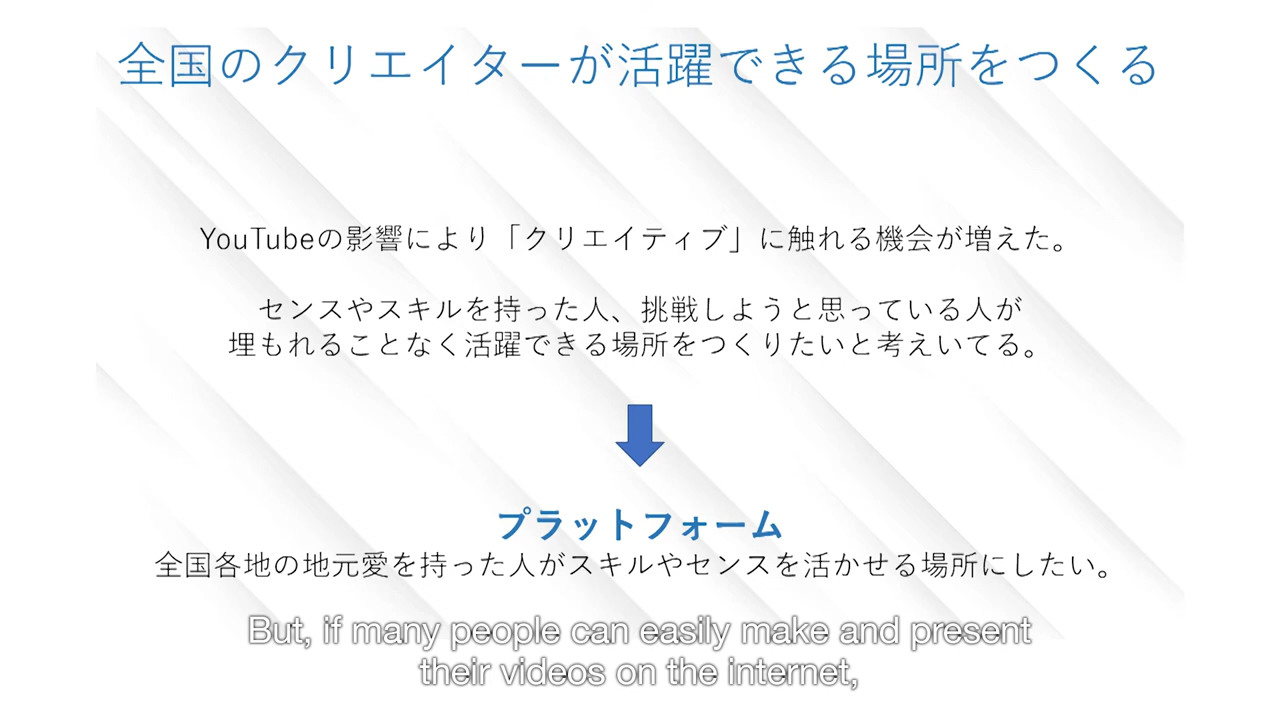 全国のクリエイターが活躍できる場所をつくる
YouTubeの影響により「クリエイティブ」に触れる機会が増えた。
センスやスキルを持った人、挑戦しようと思っている人が
埋もれることなく活躍できる場所をつくりたいと考えいてる。
プラットフォーム
全国各地の地元愛を持った人がスキルやセンスを活かせる場所にしたい。
But, if many people can easily make and present
their videos on the internet,